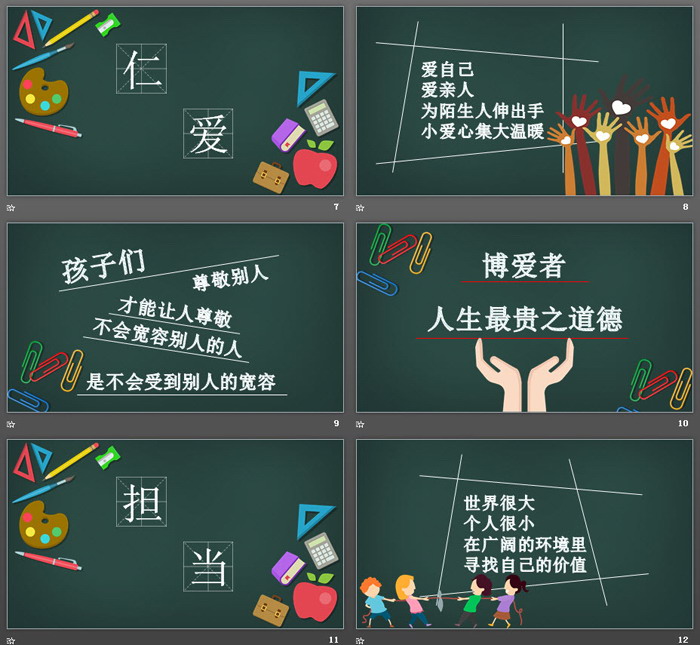 仁
爱
7
爱自己
爱亲人
为陌生人伸出手
小爱心集大温暖
8
孩子们
尊敬别人
才能让人尊敬
不会宽容别人的人
是不会受到别人的宽容
9
博爱者
人生最贵之道德
10
担
当
11
世界很大
个人很小
在广阔的环境里
寻找自己的价值
12